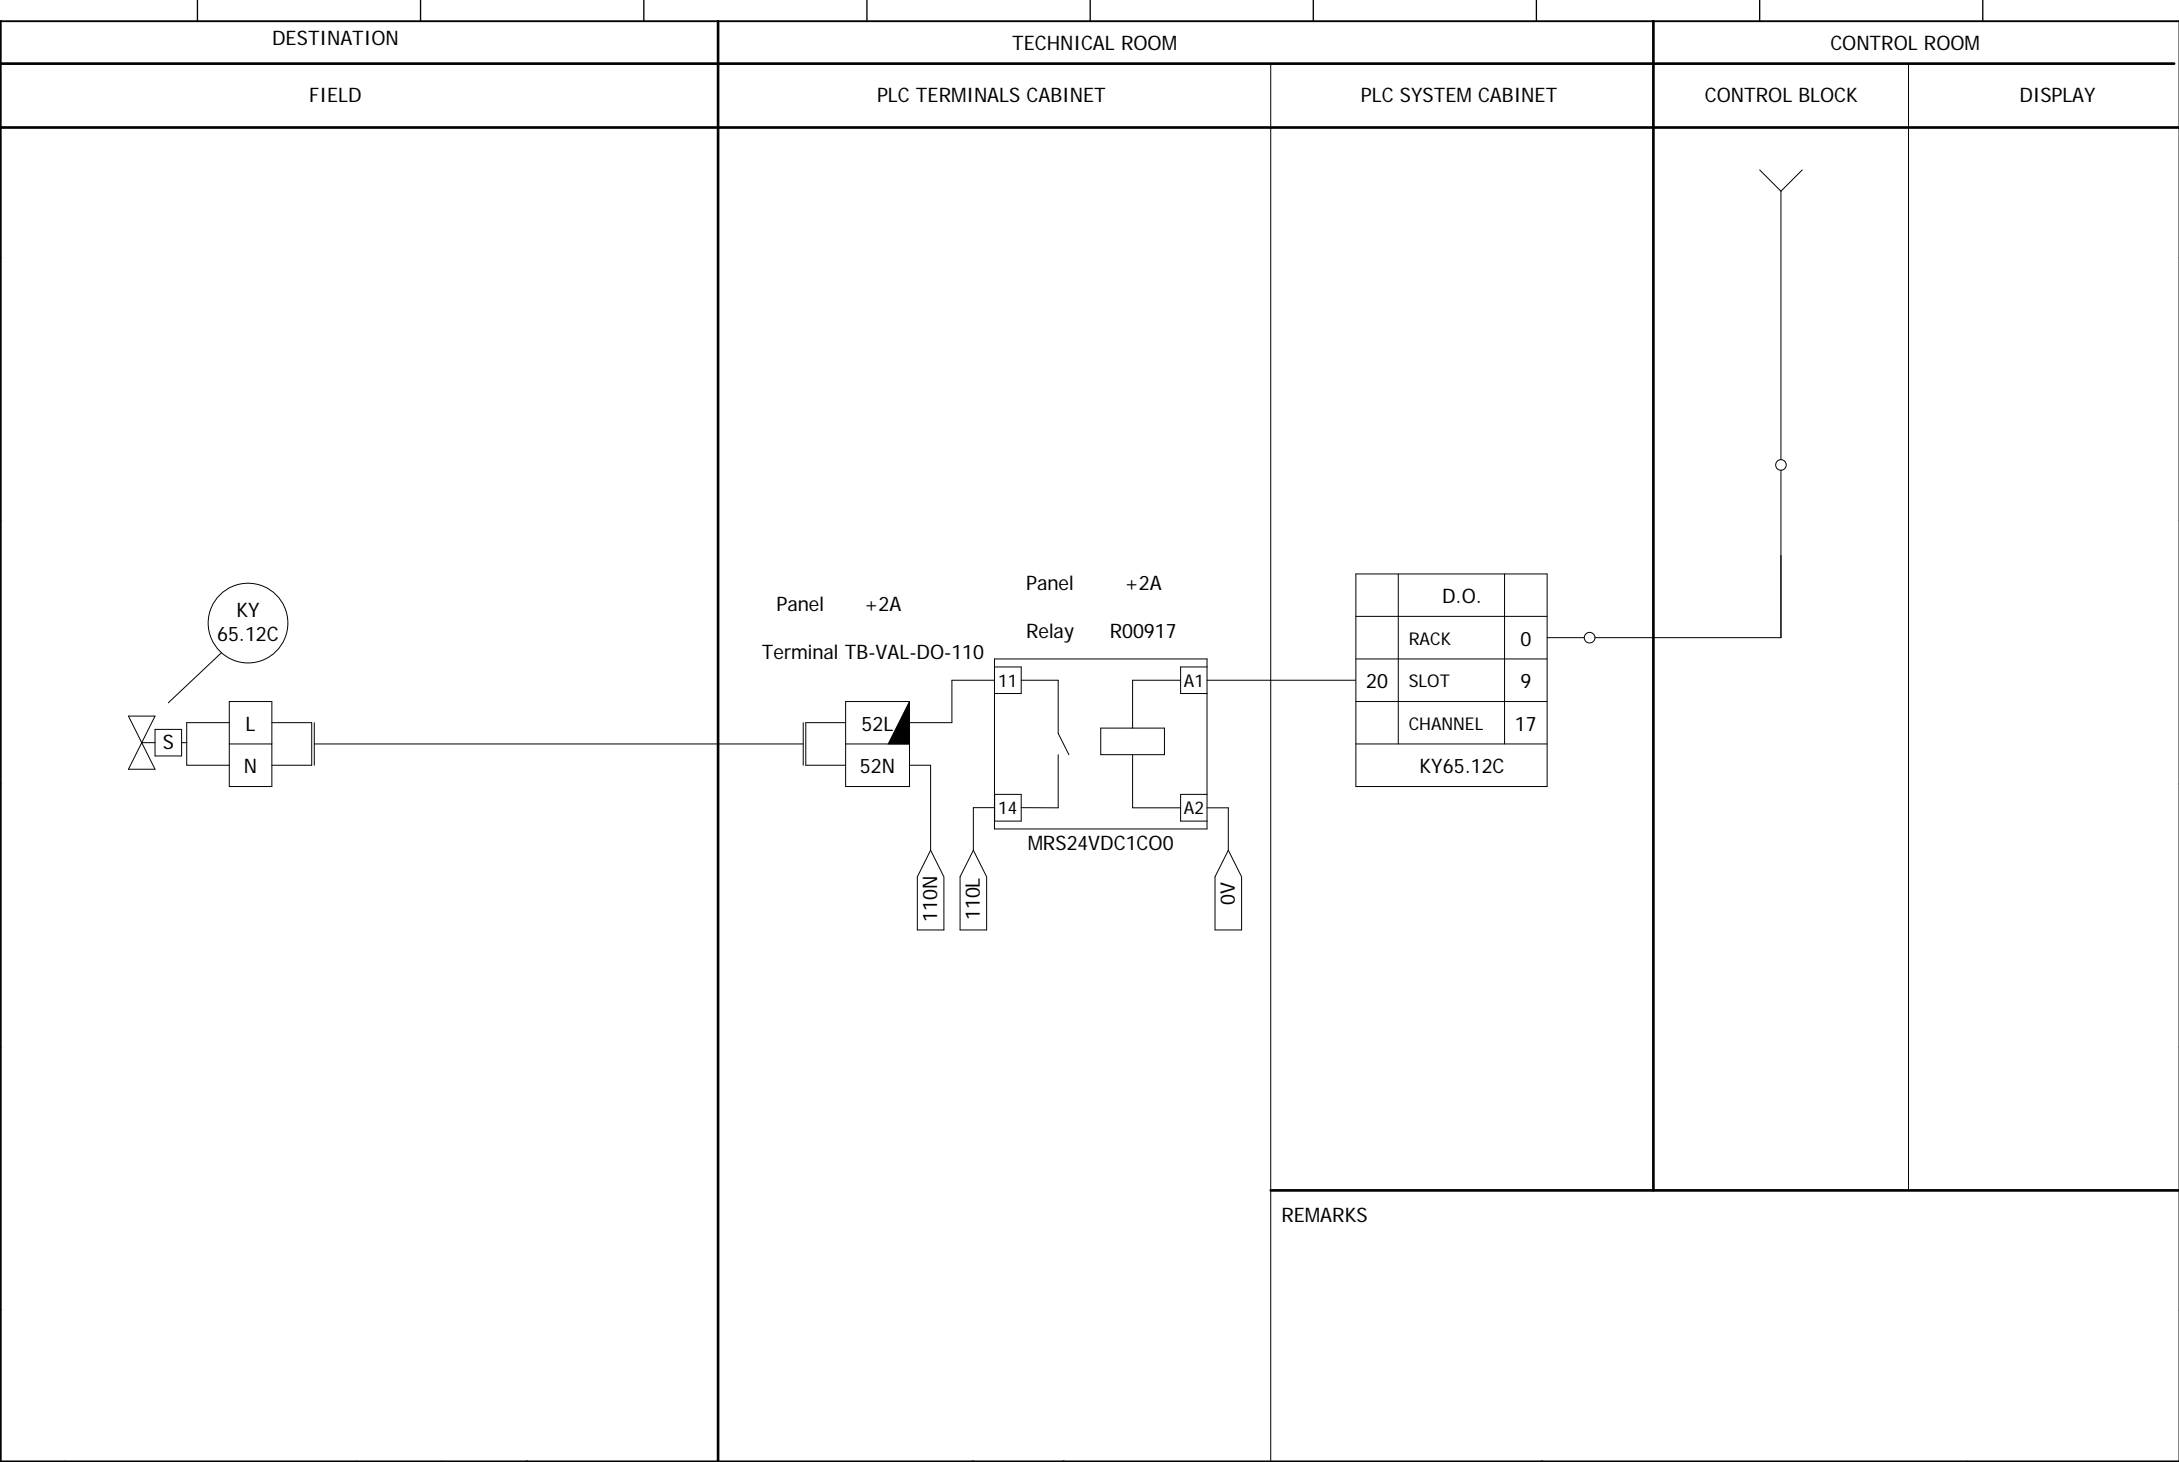 DESTINATION
TECHNICAL ROOM
CONTROL ROOM
FIELD
PLC TERMINALS CABINET
PLC SYSTEM CABINET
CONTROL BLOCK
DISPLAY
KY
65.12C
S
L
N
Panel +2A
Terminal TB-VAL-DO-110
52L
52N
110N
110L
Panel +2A
Relay R00917
11
14
A1
A2
MRS24VDC1CO0
0V
D.O.
RACK 0
20 SLOT 9
CHANNEL 17
KY65.12C
REMARKS